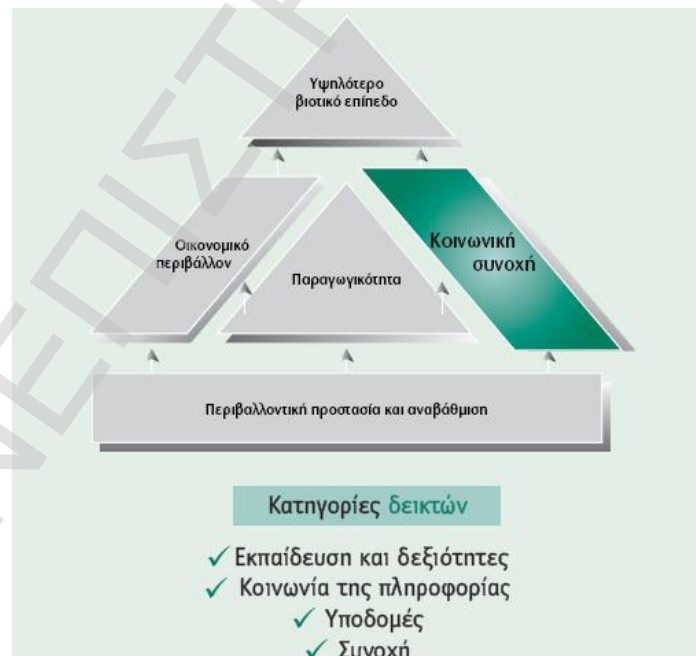 Υψηλότερο
βιοτικό επίπεδο
Οικονομικό
περιβάλλον
Παραγωγικότητα
Κοινωνική
συνοχή
Περιβαλλοντική προστασία και αναβάθμιση
Κατηγορίες δεικτών
✓ Εκπαίδευση και δεξιότητες
✓ Κοινωνία της πληροφορίας
✓ Υποδομές
✓ Συνοχή